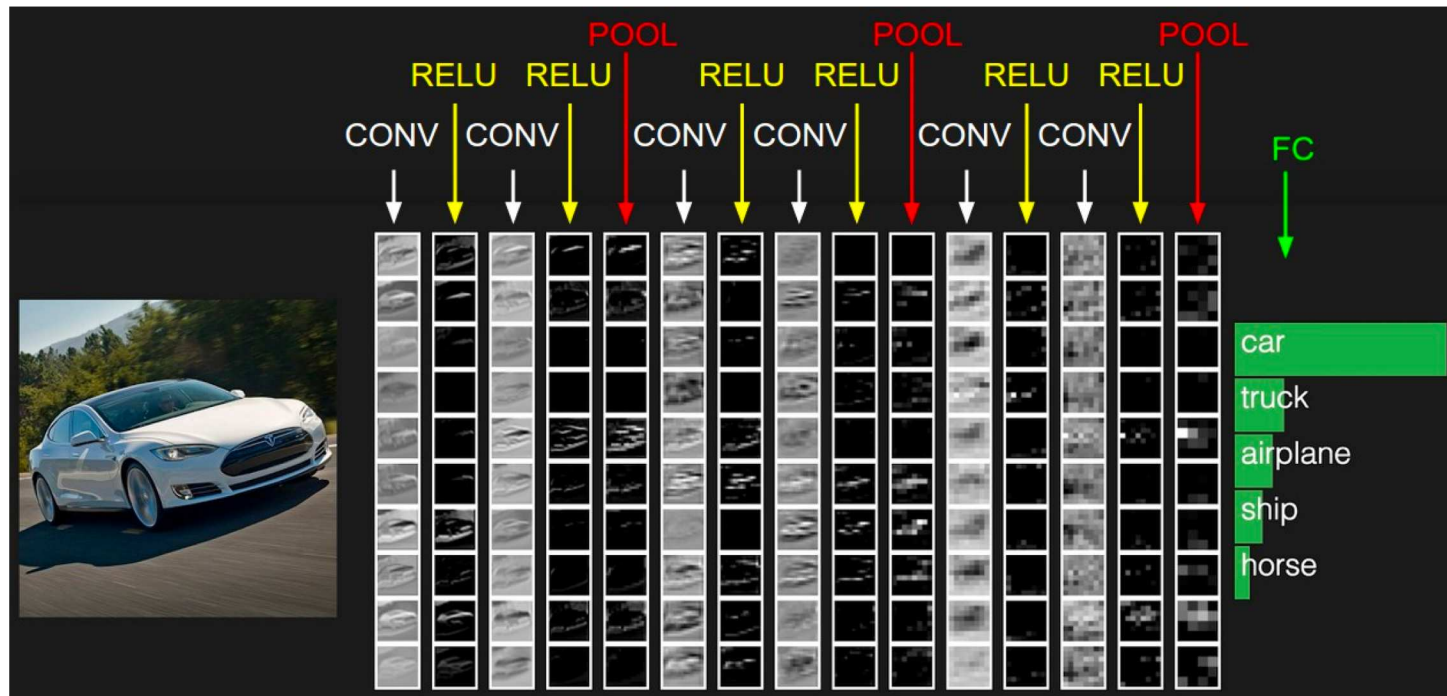 POOL POOL POOL
RELU RELU RELU RELU RELU RELU
CONV CONV CONV CONV CONV CONV
FC
car
truck
airplane
ship
horse